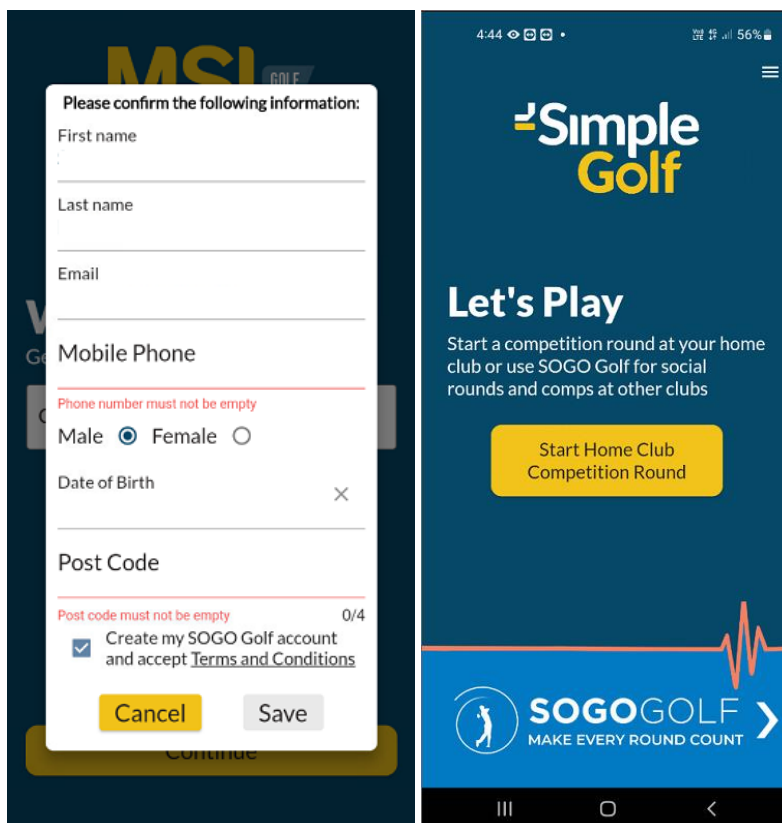 MSL
GOLF
Please confirm the following information:
First name
Last name
Email
Ge
Mobile Phone
Phone number must not be empty
Male Female
Date of Birth
Post Code
Post code must not be empty 0/4
Create my SOGO Golf account
and accept Terms and Conditions
Cancel Save
Continue
4:44 56%
Simple
Golf
Let's Play
Start a competition round at your home
club or use SOGO Golf for social
rounds and comps at other clubs
Start Home Club
Competition Round
SOGOGOLF
MAKE EVERY ROUND COUNT